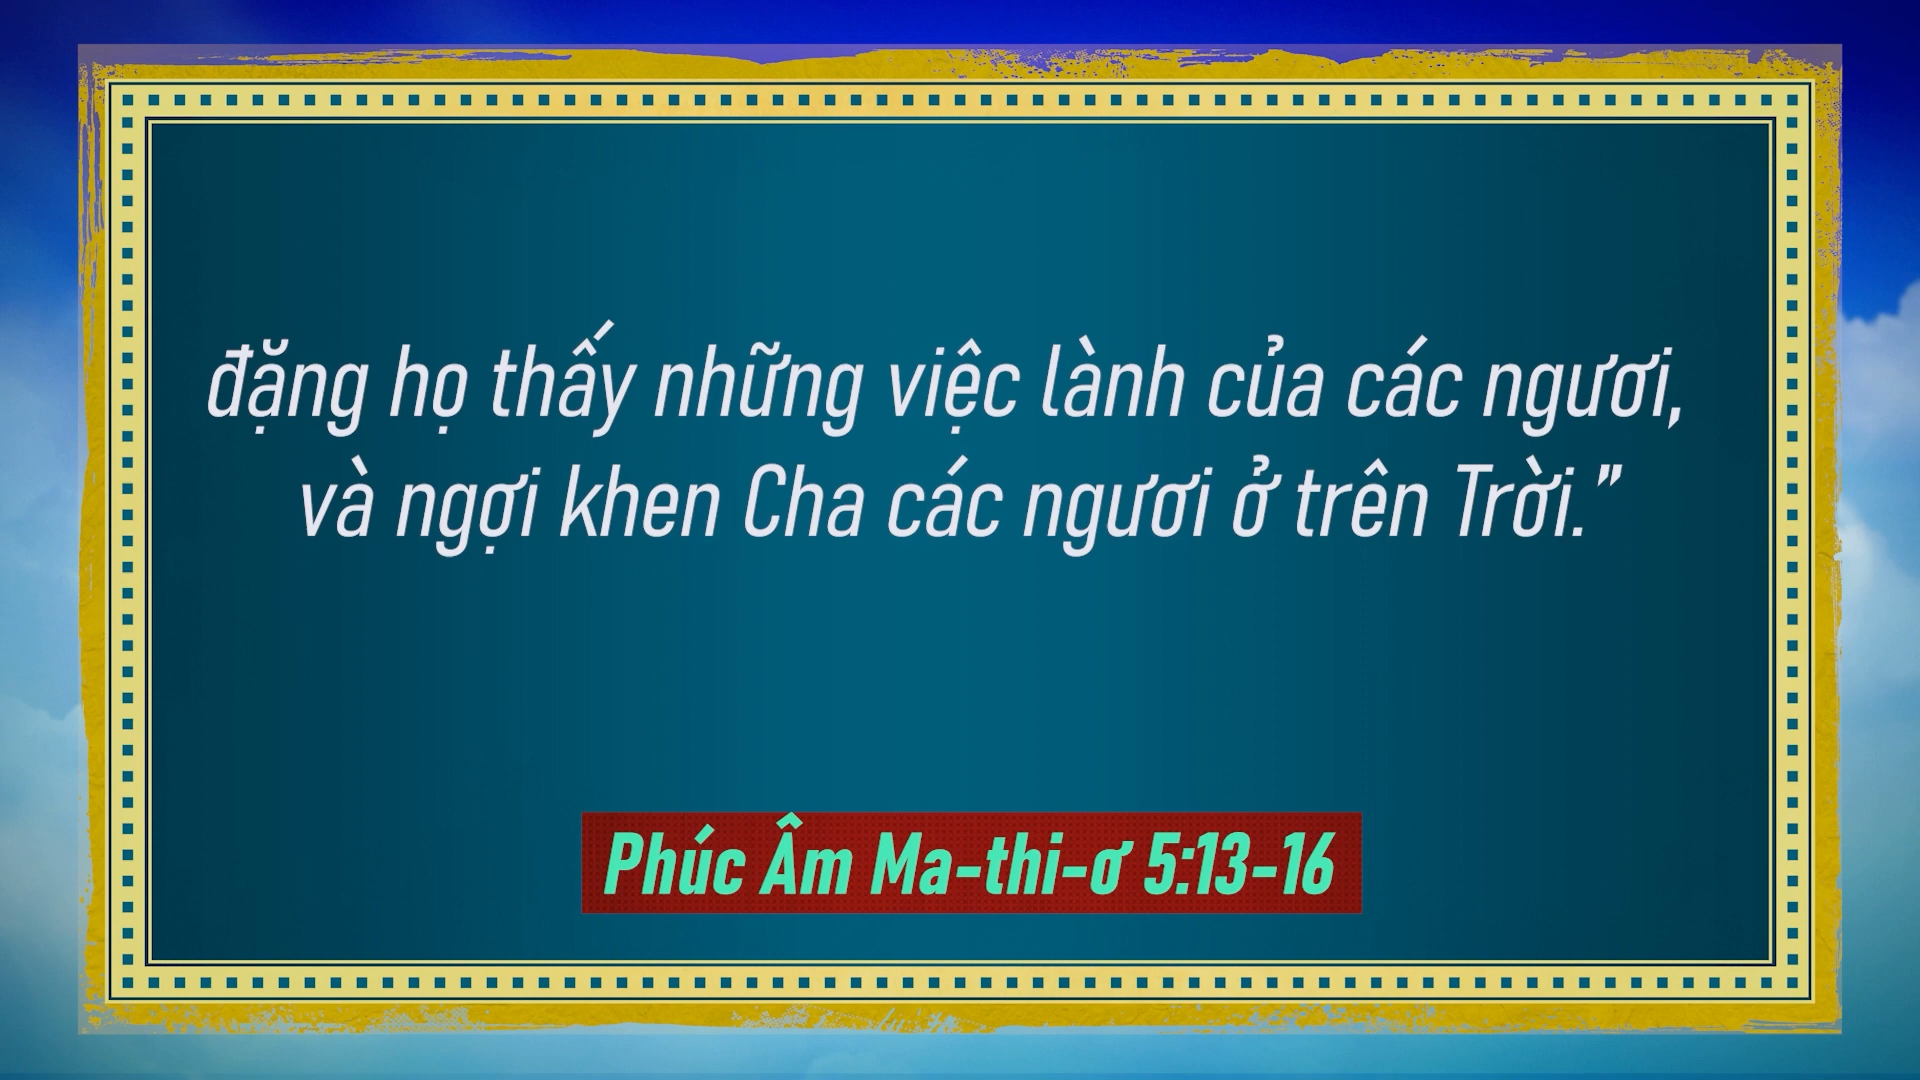 đặng họ thấy những việc lành của các ngươi,
và ngợi khen Cha các ngươi ở trên Trời.”
Phúc Âm Ma-thi-ơ 5:13-16